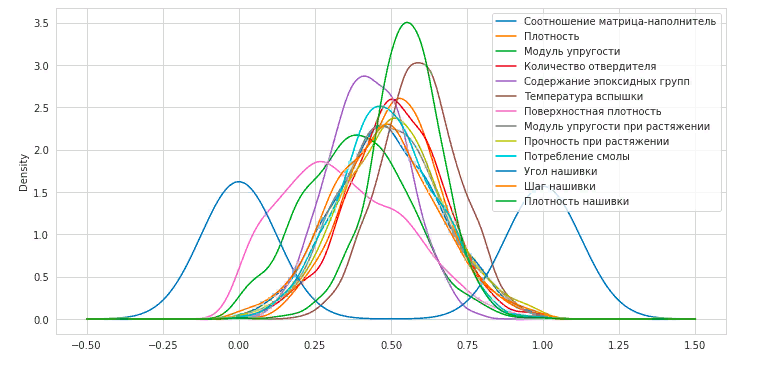 Density
3.5
3.0
2.5
2.0
1.5
1.0
0.5
0.0
−0.50
−0.25
0.00
0.25
0.50
0.75
1.00
1.25
1.50
Соотношение матрица-наполнитель
Плотность
Модуль упругости
Количество отвердителя
Содержание эпоксидных групп
Температура вспышки
Поверхностная плотность
Модуль упругости при растяжении
Прочность при растяжении
Потребление смолы
Угол нашивки
Шаг нашивки
Плотность нашивки